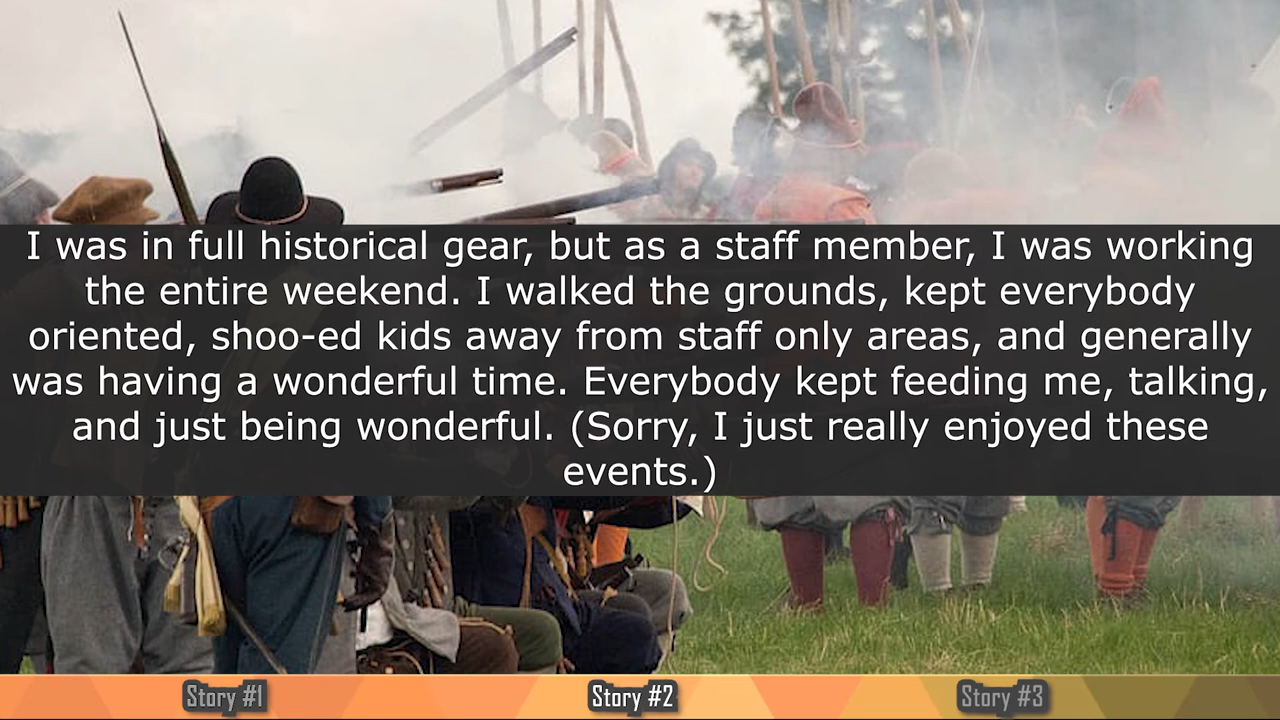 I was in full historical gear, but as a staff member, I was working
the entire weekend. I walked the grounds, kept everybody
oriented, shoo-ed kids away from staff only areas, and generally
was having a wonderful time. Everybody kept feeding me, talking,
and just being wonderful. (Sorry, I just really enjoyed these
events.)
Story #1
Story #2
Story #3